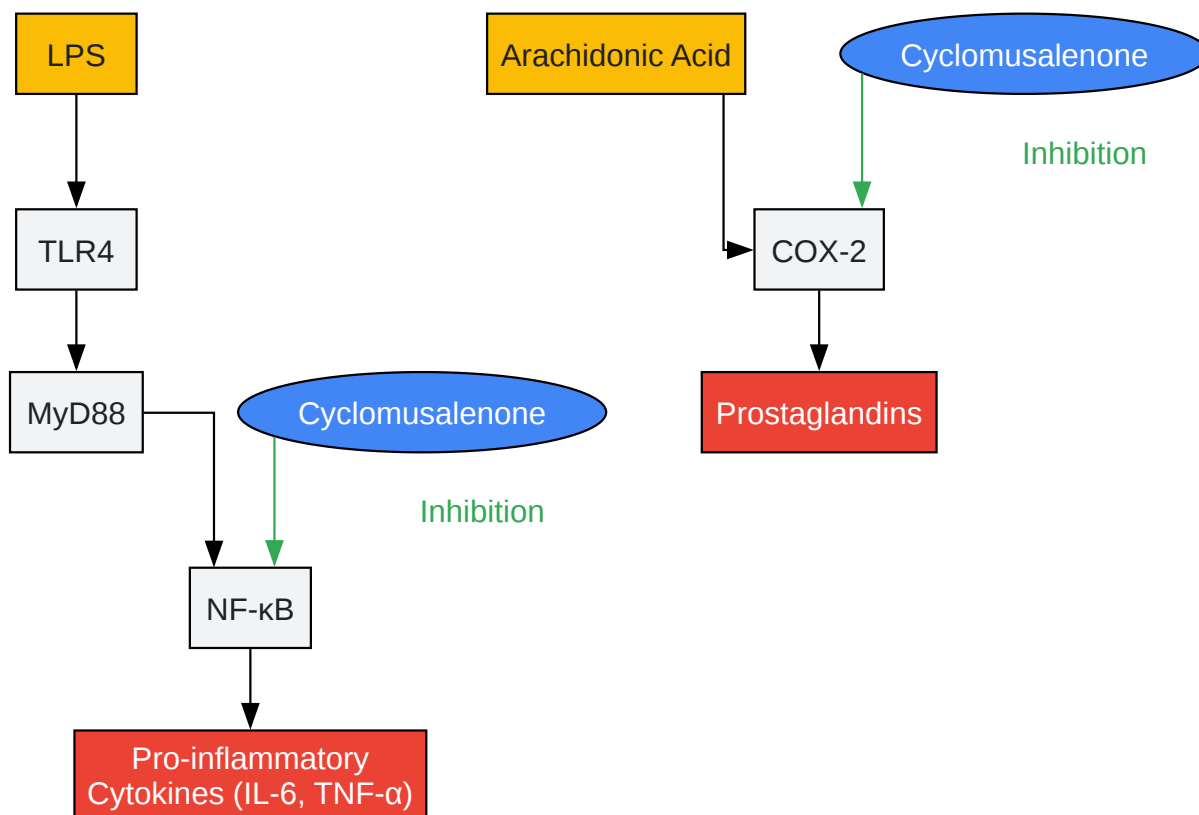 LPS
Arachidonic Acid
Cyclomusalenone
Inhibition
TLR4
COX-2
MyD88
Cyclomusalenone
Prostaglandins
Inhibition
NF-κB
Pro-inflammatory
Cytokines (IL-6, TNF-α)